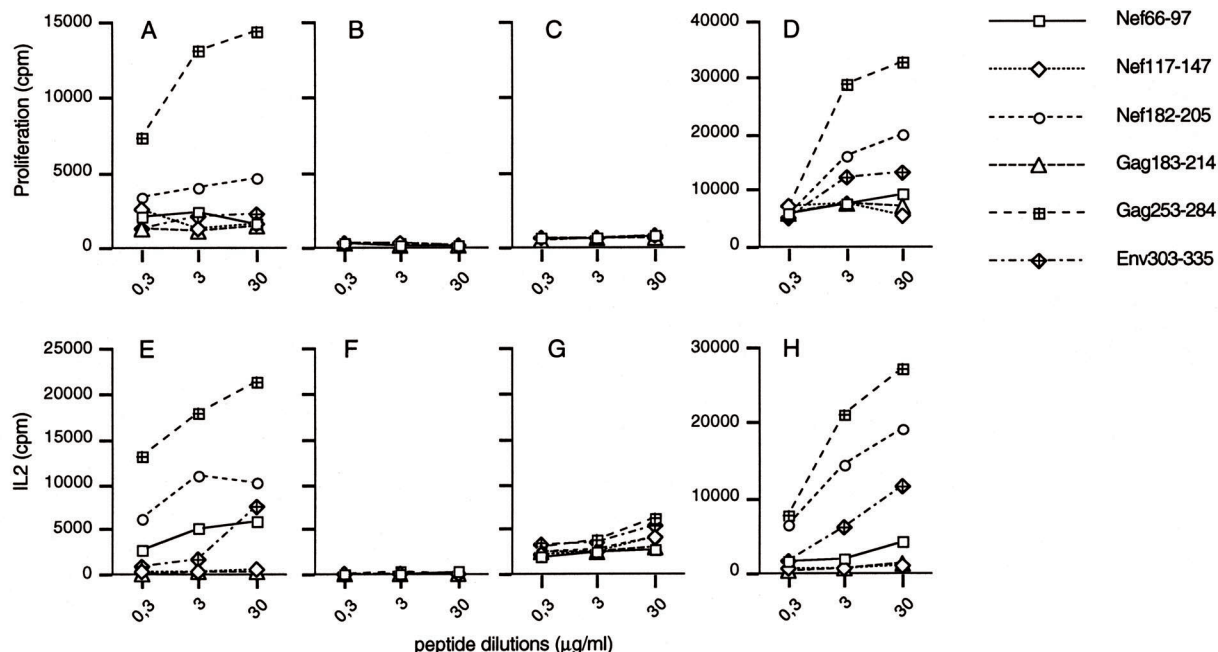 A
B
C
D
15000
10000
5000
0
40000
30000
20000
10000
0
Proliferation (cpm)
0,3
3
30
0,3
3
30
0,3
3
30
0,3
3
30
Nef66-97
Nef117-147
Nef182-205
Gag183-214
Gag253-284
Env303-335
E
F
G
H
25000
20000
15000
10000
5000
0
30000
20000
10000
0
IL2 (cpm)
0,3
3
30
0,3
3
30
0,3
3
30
0,3
3
30
peptide dilutions (µg/ml)